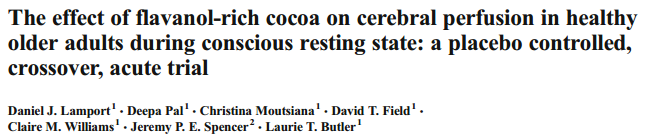 The effect of flavanol-rich cocoa on cerebral perfusion in healthy
older adults during conscious resting state: a placebo controlled,
crossover, acute trial
Daniel J. Lamport¹ · Deepa Pal¹ · Christina Moutsiana¹ · David T. Field¹ ·
Claire M. Williams¹ · Jeremy P. E. Spencer² · Laurie T. Butler¹